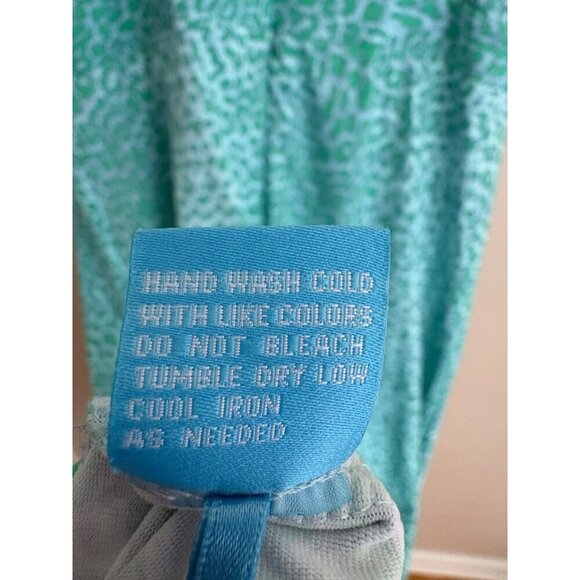 HAND WASH COLD
WITH LIKE COLORS
DO NOT BLEACH
TUMBLE DRY LOW
COOL IRON
AS NEEDED